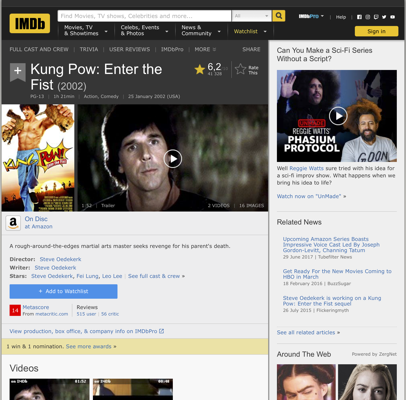 IMDb
Find Movies, TV shows, Celebrities and more...
All
IMDbPro
Help
Movies, TV
& Showtimes
Celebs, Events
& Photos
News &
Community
Watchlist
Sign in
FULL CAST AND CREW | TRIVIA | USER REVIEWS | IMDbPro | MORE
SHARE
Kung Pow: Enter the
Fist (2002)
6,2
Rate
This
PG-13 | 1h 21min | Action, Comedy | 25 January 2002 (USA)
KUNG POW
1:52 | Trailer
2 VIDEOS | 16 IMAGES
On Disc
at Amazon
A rough-around-the-edges martial arts master seeks revenge for his parent's death.
Director: Steve Oedekerk
Writer: Steve Oedekerk
Stars: Steve Oedekerk, Fei Lung, Leo Lee | See full cast & crew »
+ Add to Watchlist
14
Metascore
From metacritic.com
Reviews
515 user | 56 critic
View production, box office, & company info on IMDbPro
1 win & 1 nomination. See more awards »
Videos
Can You Make a Sci-Fi Series
Without a Script?
REGGIE WATTS'
PHASIUM
PROTOCOL
Well Reggie Watts sure tried with his idea for
a sci-fi improv show. What happens when we
bring his idea to life?
Watch now on "UnMade" »
Related News
Upcoming Amazon Series Boasts
Impressive Voice Cast Led By Joseph
Gordon-Levitt, Channing Tatum
29 June 2017 | Tubefilter News
Get Ready For the New Movies Coming to
HBO in March
18 February 2016 | BuzzSugar
Steve Oedekerk is working on a Kung
Pow: Enter the Fist sequel
26 July 2015 | Flickeringmyth
See all related articles »
Around The Web
Powered by ZergNet